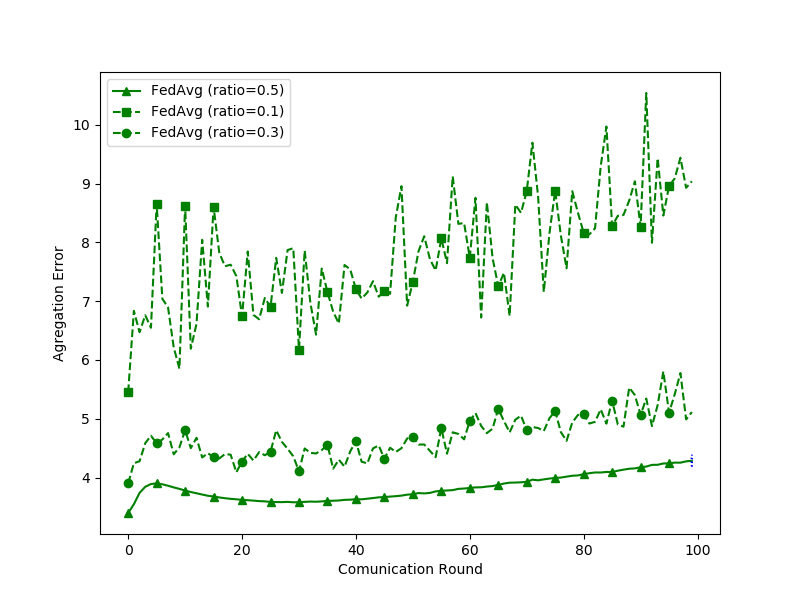 FedAvg (ratio=0.5)
FedAvg (ratio=0.1)
FedAvg (ratio=0.3)
10
9
8
7
6
5
4
Agregation Error
0 20 40 60 80 100
Comunication Round